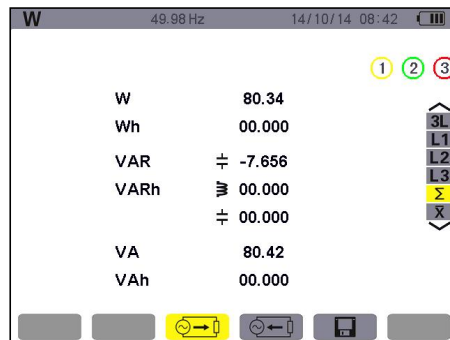 W 49.98 Hz 14/10/14 08:42
1 2 3
W 80.34
Wh 00.000
VAR -7.656
VARh 00.000
00.000
VA 80.42
VAh 00.000
3L
L1
L2
L3
Σ
X̄